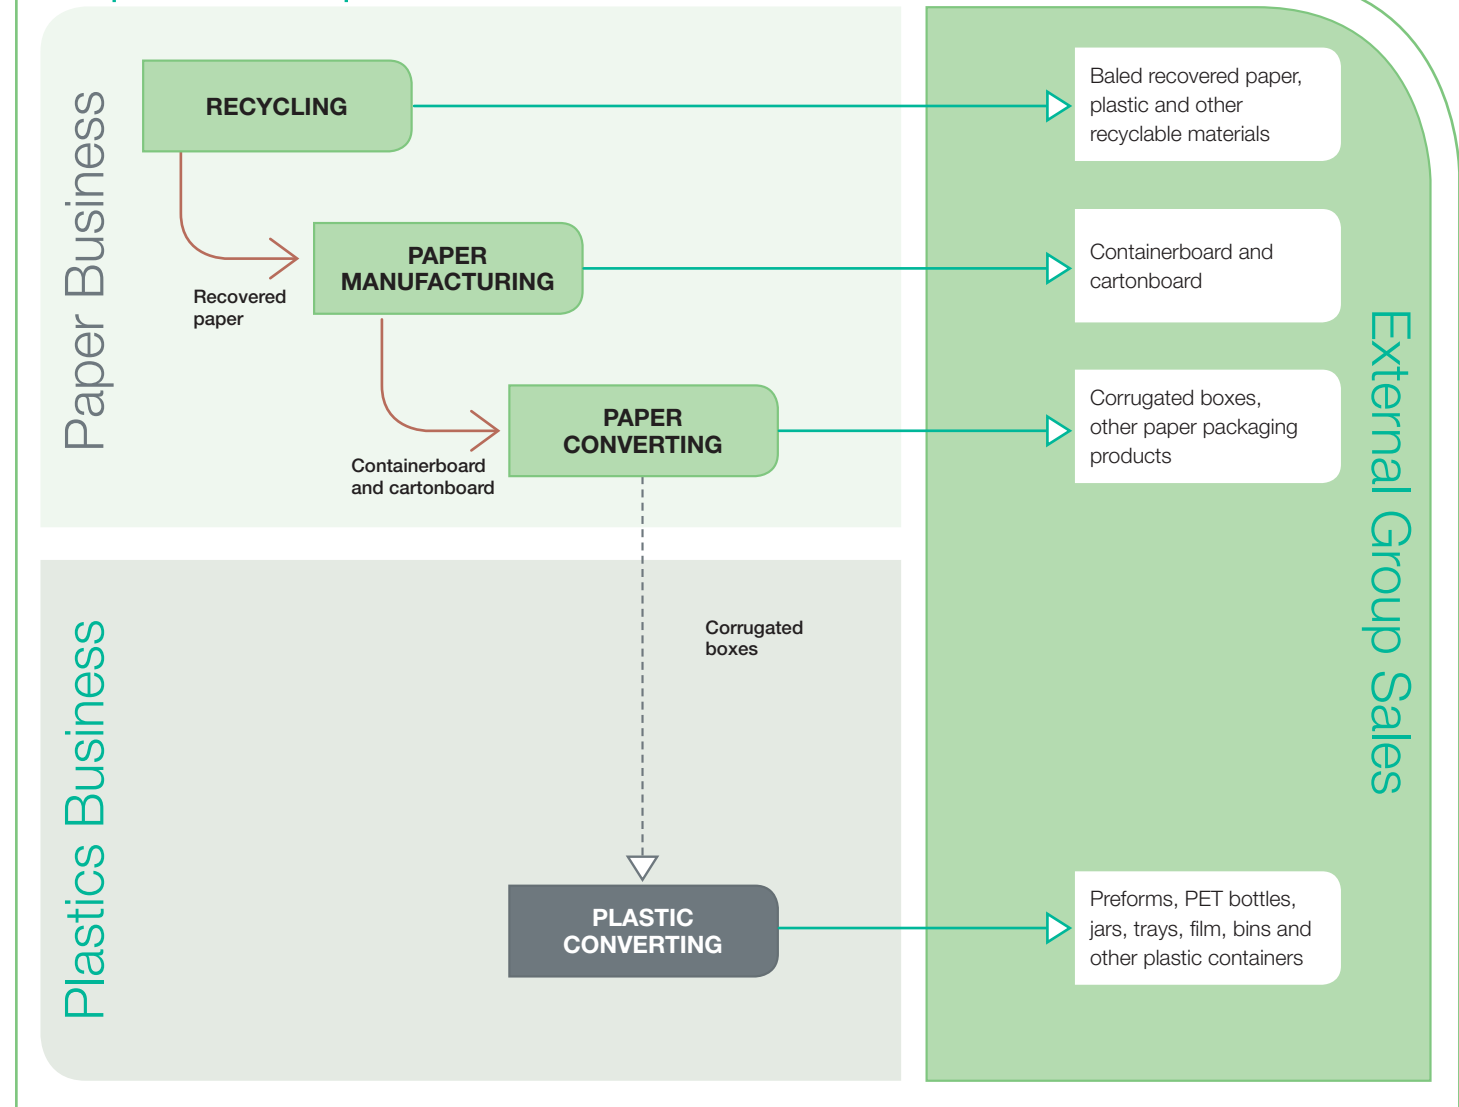 Paper Business
RECYCLING
Baled recovered paper,
plastic and other
recyclable materials
Recovered
paper
PAPER
MANUFACTURING
Containerboard and
cartonboard
Containerboard
and cartonboard
PAPER
CONVERTING
Corrugated boxes,
other paper packaging
products
External Group Sales
Plastics Business
Corrugated
boxes
PLASTIC
CONVERTING
Preforms, PET bottles,
jars, trays, film, bins and
other plastic containers